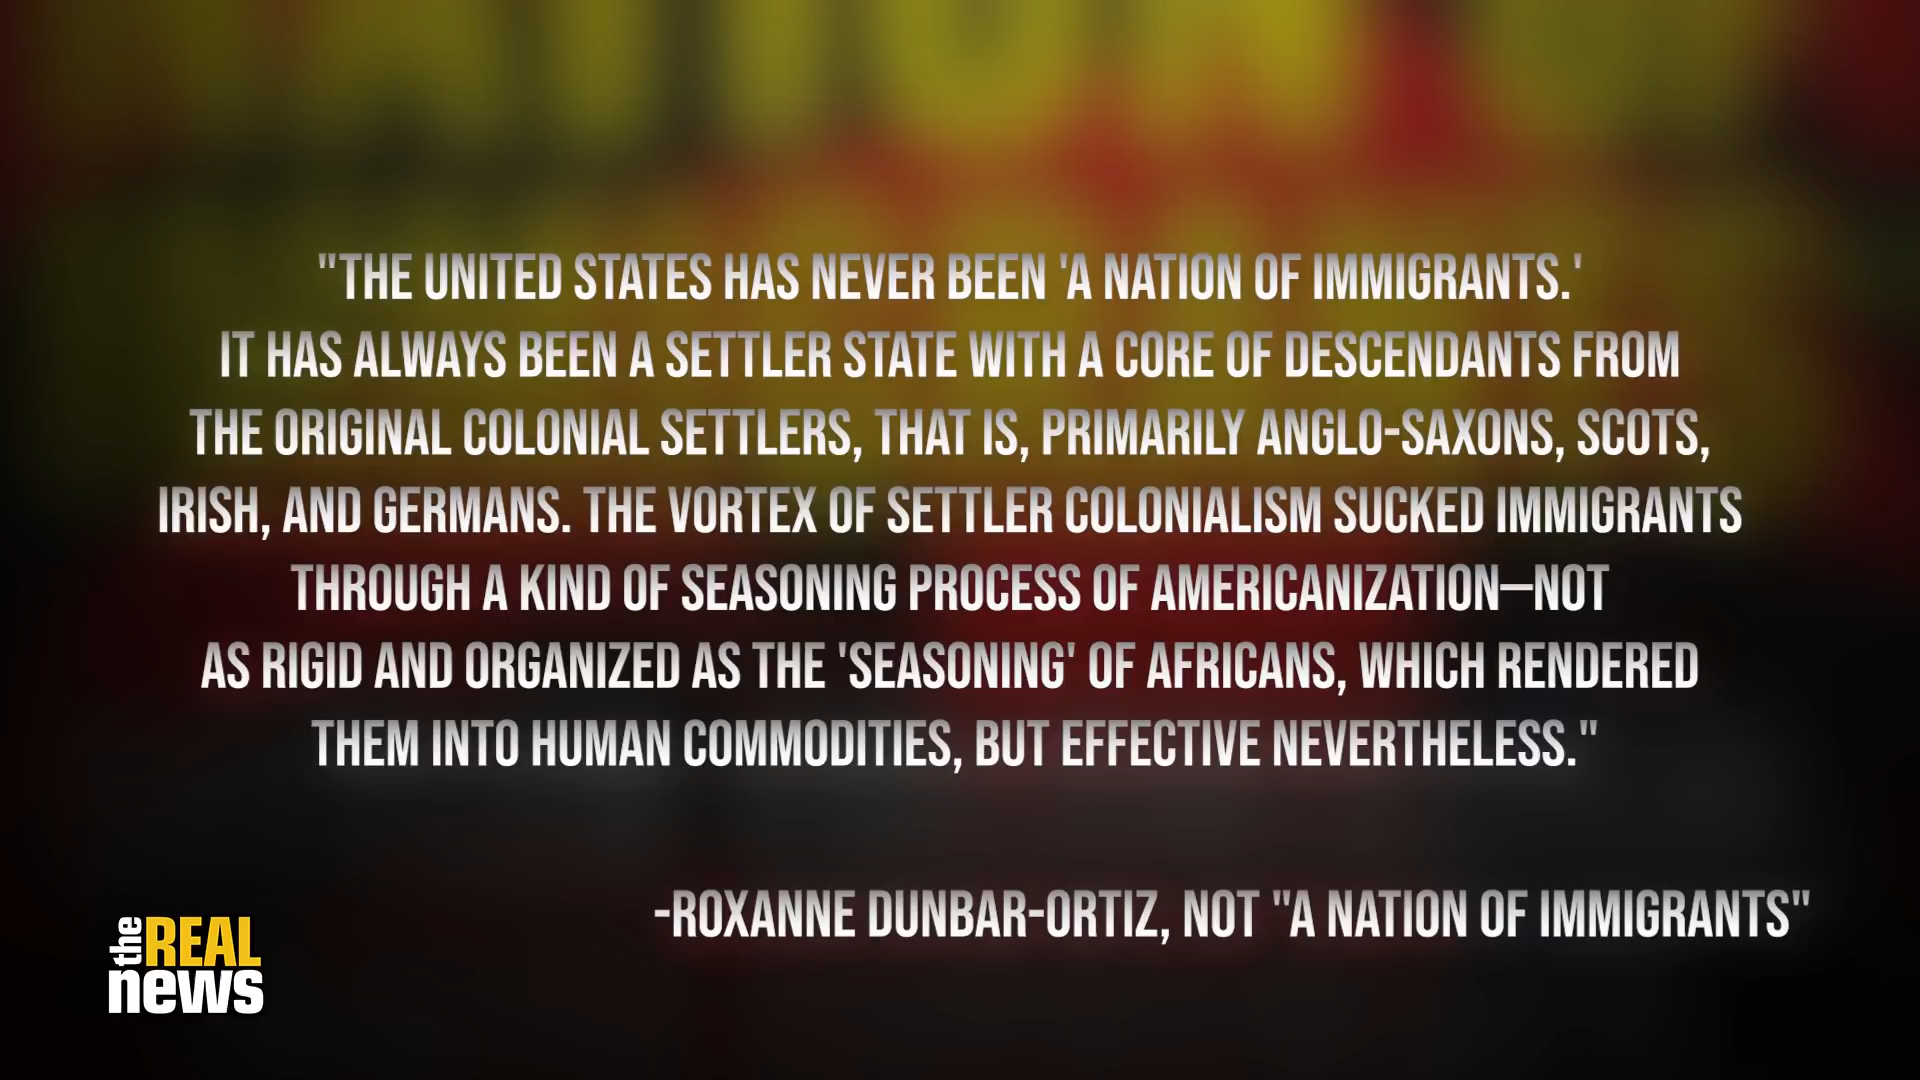 "THE UNITED STATES HAS NEVER BEEN 'A NATION OF IMMIGRANTS.'
IT HAS ALWAYS BEEN A SETTLER STATE WITH A CORE OF DESCENDANTS FROM
THE ORIGINAL COLONIAL SETTLERS, THAT IS, PRIMARILY ANGLO-SAXONS, SCOTS,
IRISH, AND GERMANS. THE VORTEX OF SETTLER COLONIALISM SUCKED IMMIGRANTS
THROUGH A KIND OF SEASONING PROCESS OF AMERICANIZATION—NOT
AS RIGID AND ORGANIZED AS THE 'SEASONING' OF AFRICANS, WHICH RENDERED
THEM INTO HUMAN COMMODITIES, BUT EFFECTIVE NEVERTHELESS."
-ROXANNE DUNBAR-ORTIZ, NOT "A NATION OF IMMIGRANTS"
the REAL
news